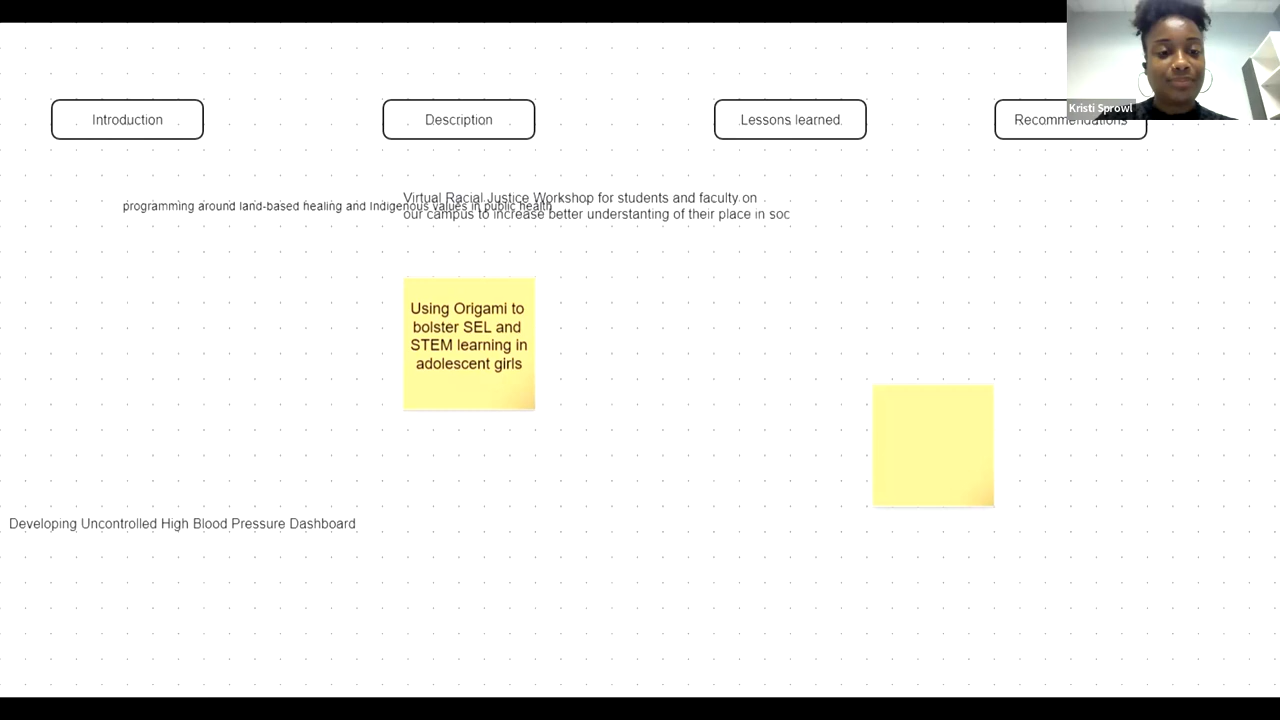 Kristi Sprowl
Introduction
Description
Lessons learned.
Recommendations
Virtual Racial Justice Workshop for students and faculty on
programming around land-based healing and Indigenous values in public health
our campus to increase better understanding of their place in soc
Using Origami to
bolster SEL and
STEM learning in
adolescent girls
Developing Uncontrolled High Blood Pressure Dashboard